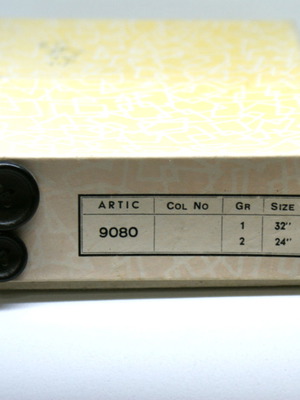 ARTIC COL NO GR SIZE
9080 1 32"
2 24"